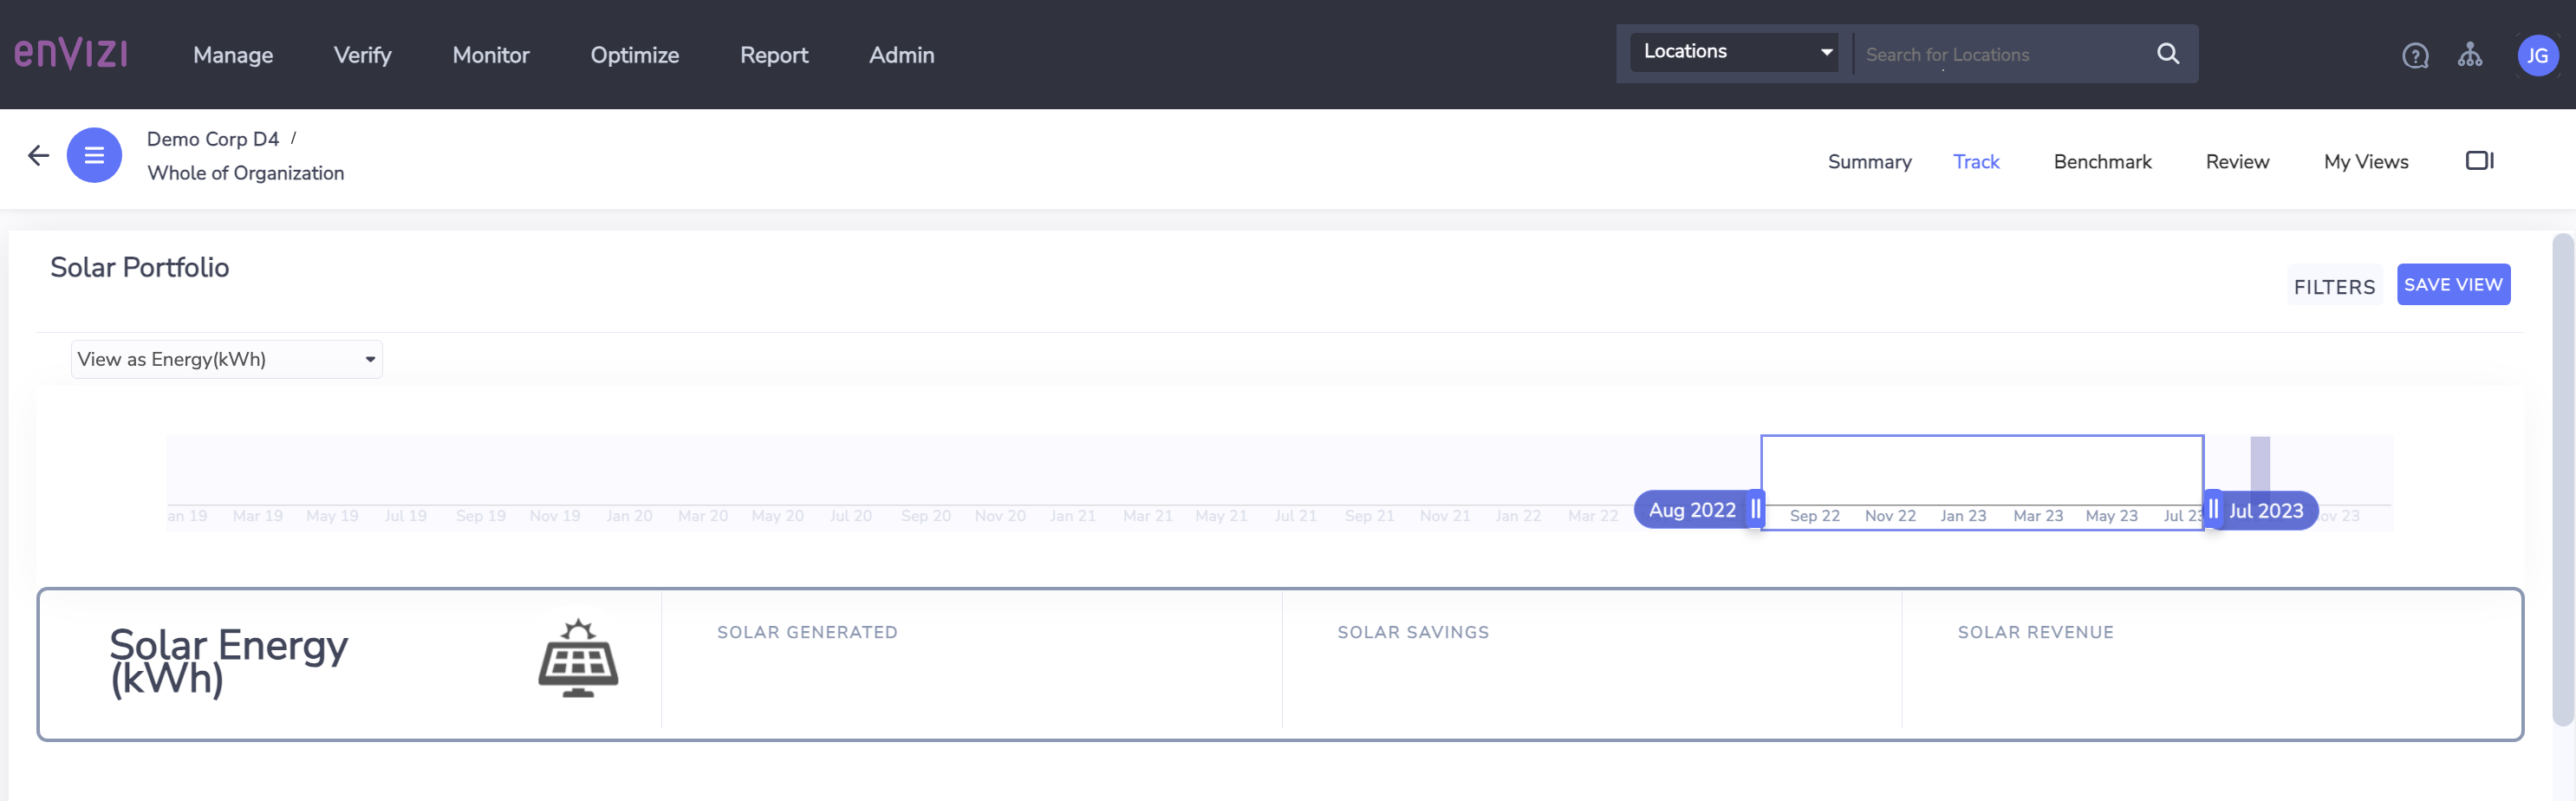 enVIZI
Manage
Verify
Monitor
Optimize
Report
Admin
Locations
Search for Locations
JG
Demo Corp D4 /
Whole of Organization
Summary
Track
Benchmark
Review
My Views
Solar Portfolio
FILTERS
SAVE VIEW
View as Energy(kWh)
an 19 Mar 19 May 19 Jul 19 Sep 19 Nov 19 Jan 20 Mar 20 May 20 Jul 20 Sep 20 Nov 20 Jan 21 Mar 21 May 21 Jul 21 Sep 21 Nov 21 Jan 22 Mar 22 Aug 2022 Sep 22 Nov 22 Jan 23 Mar 23 May 23 Jul 23 Jul 2023 ov 23
Solar Energy
(kWh)
SOLAR GENERATED
SOLAR SAVINGS
SOLAR REVENUE